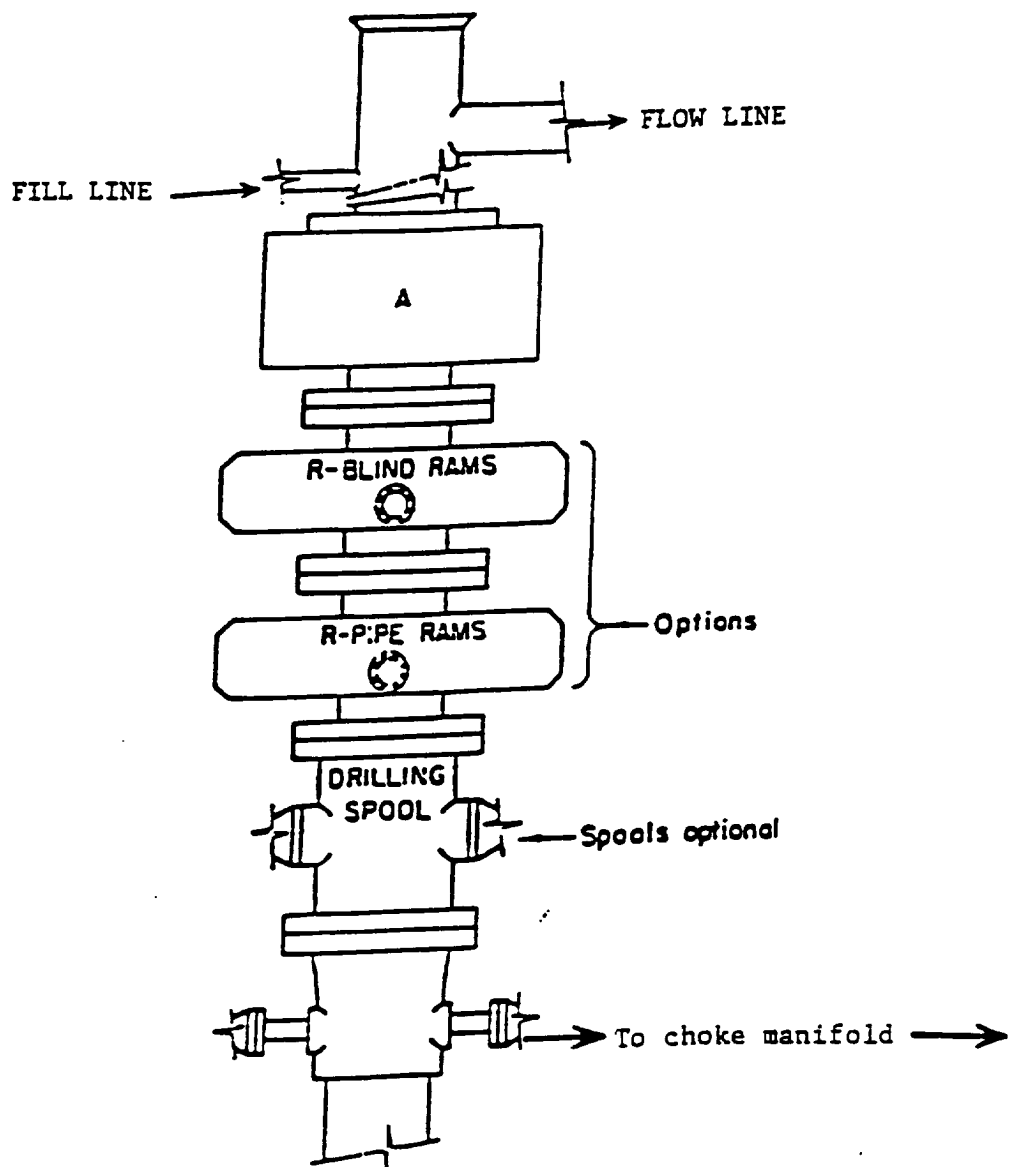 FLOW LINE
FILL LINE
A
R-BLIND RAMS
R-PIPE RAMS
Options
DRILLING
SPOOL
Spools optional
To choke manifold